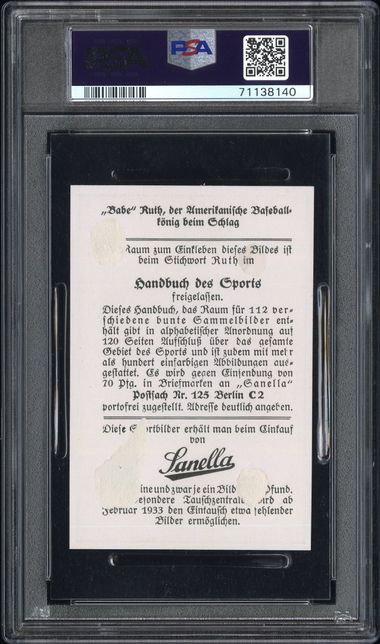 PSA
71138140
„Babe“ Ruth, der Amerikanische Baseball-
könig beim Schlag
Raum zum Einkleben dieses Bildes ist
beim Stichwort Ruth im
Handbuch des Sports
freigelassen.
Dieses Handbuch, das Raum für 112 ver-
schiedene bunte Sammelbilder ent-
hält gibt in alphabetischer Anordnung auf
120 Seiten Aufschluß über das gesamte
Gebiet des Sports und ist zudem mit mehr
als hundert einfarbigen Abbildungen aus-
gestattet. Es wird gegen Einsendung von
70 Pfg. in Briefmarken an „Sanella“
Postfach Nr. 125 Berlin C 2
portofrei zugestellt. Adresse deutlich angeben.
Diese Sportbilder erhält man beim Einkauf
von
Sanella
ine und zwar je ein Bild Pfund.
besondere Tauschzentrale wird ab
Februar 1933 den Eintausch etwa fehlender
Bilder ermöglichen.